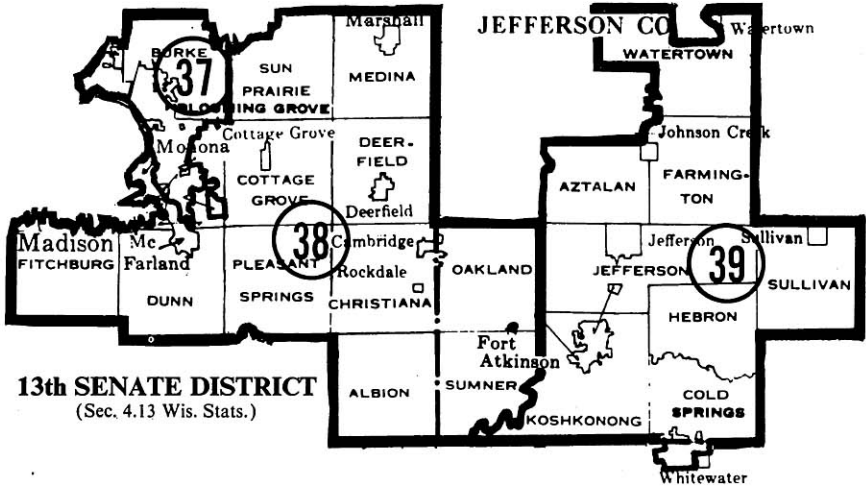 Marshall
JEFFERSON CO
Watertown
BURKE
WATERTOWN
37
SUN
PRAIRIE
MEDINA
BLOOMING GROVE
Monona
Cottage Grove
DEER-
FIELD
Johnson Creek
COTTAGE
GROVE
Deerfield
AZTALAN
FARMING-
TON
Madison
FITCHBURG
Mc
Farland
DUNN
38
PLEASANT
SPRINGS
Cambridge
Rockdale
CHRISTIANA
OAKLAND
Jefferson
JEFFERSON
39
Sullivan
SULLIVAN
HEBRON
Fort
Atkinson
13th SENATE DISTRICT
(Sec. 4.13 Wis. Stats.)
ALBION
SUMNER
KOSHKONONG
COLD
SPRINGS
Whitewater